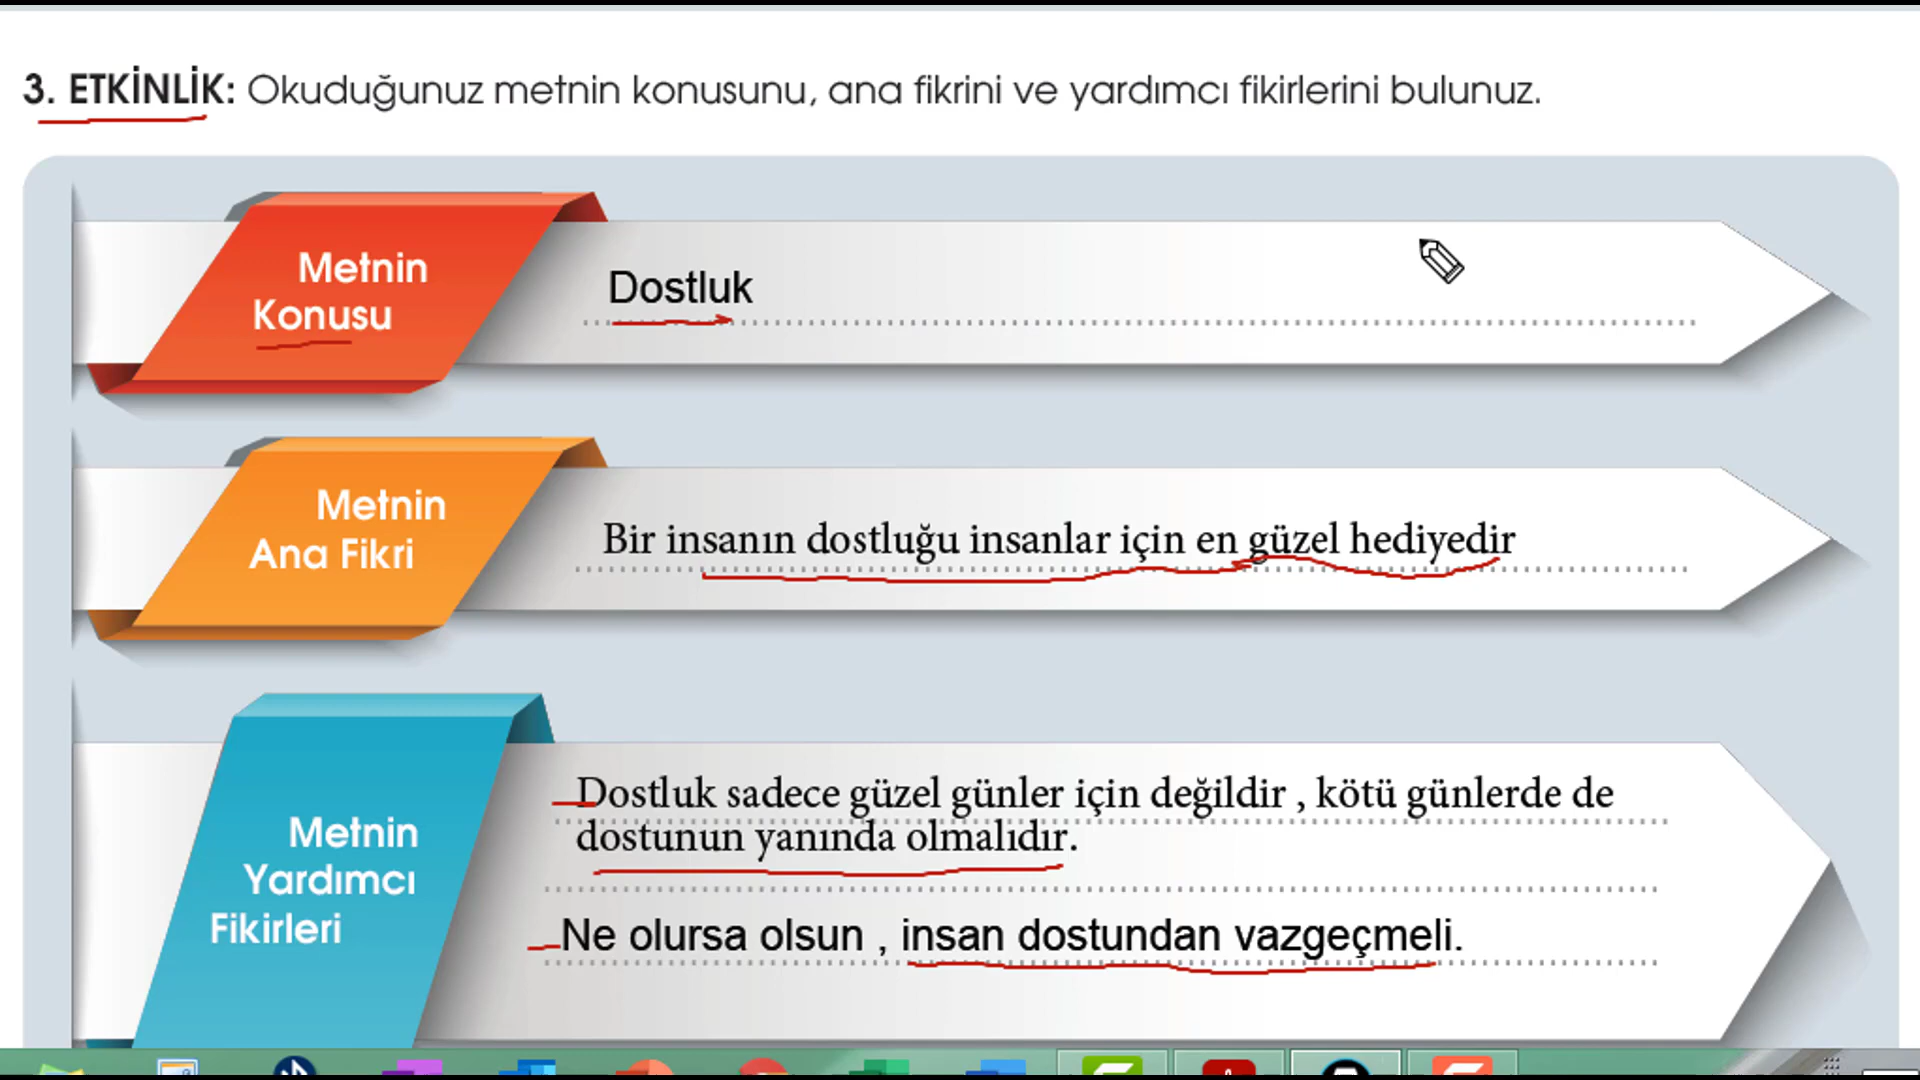 3. ETKİNLİK: Okuduğunuz metnin konusunu, ana fikrini ve yardımcı fikirlerini bulunuz.
Metnin
Konusu
Dostluk
Metnin
Ana Fikri
Bir insanın dostluğu insanlar için en güzel hediyedir
Metnin
Yardımcı
Fikirleri
Dostluk sadece güzel günler için değildir , kötü günlerde de
dostunun yanında olmalıdır.
Ne olursa olsun , insan dostundan vazgeçmeli.